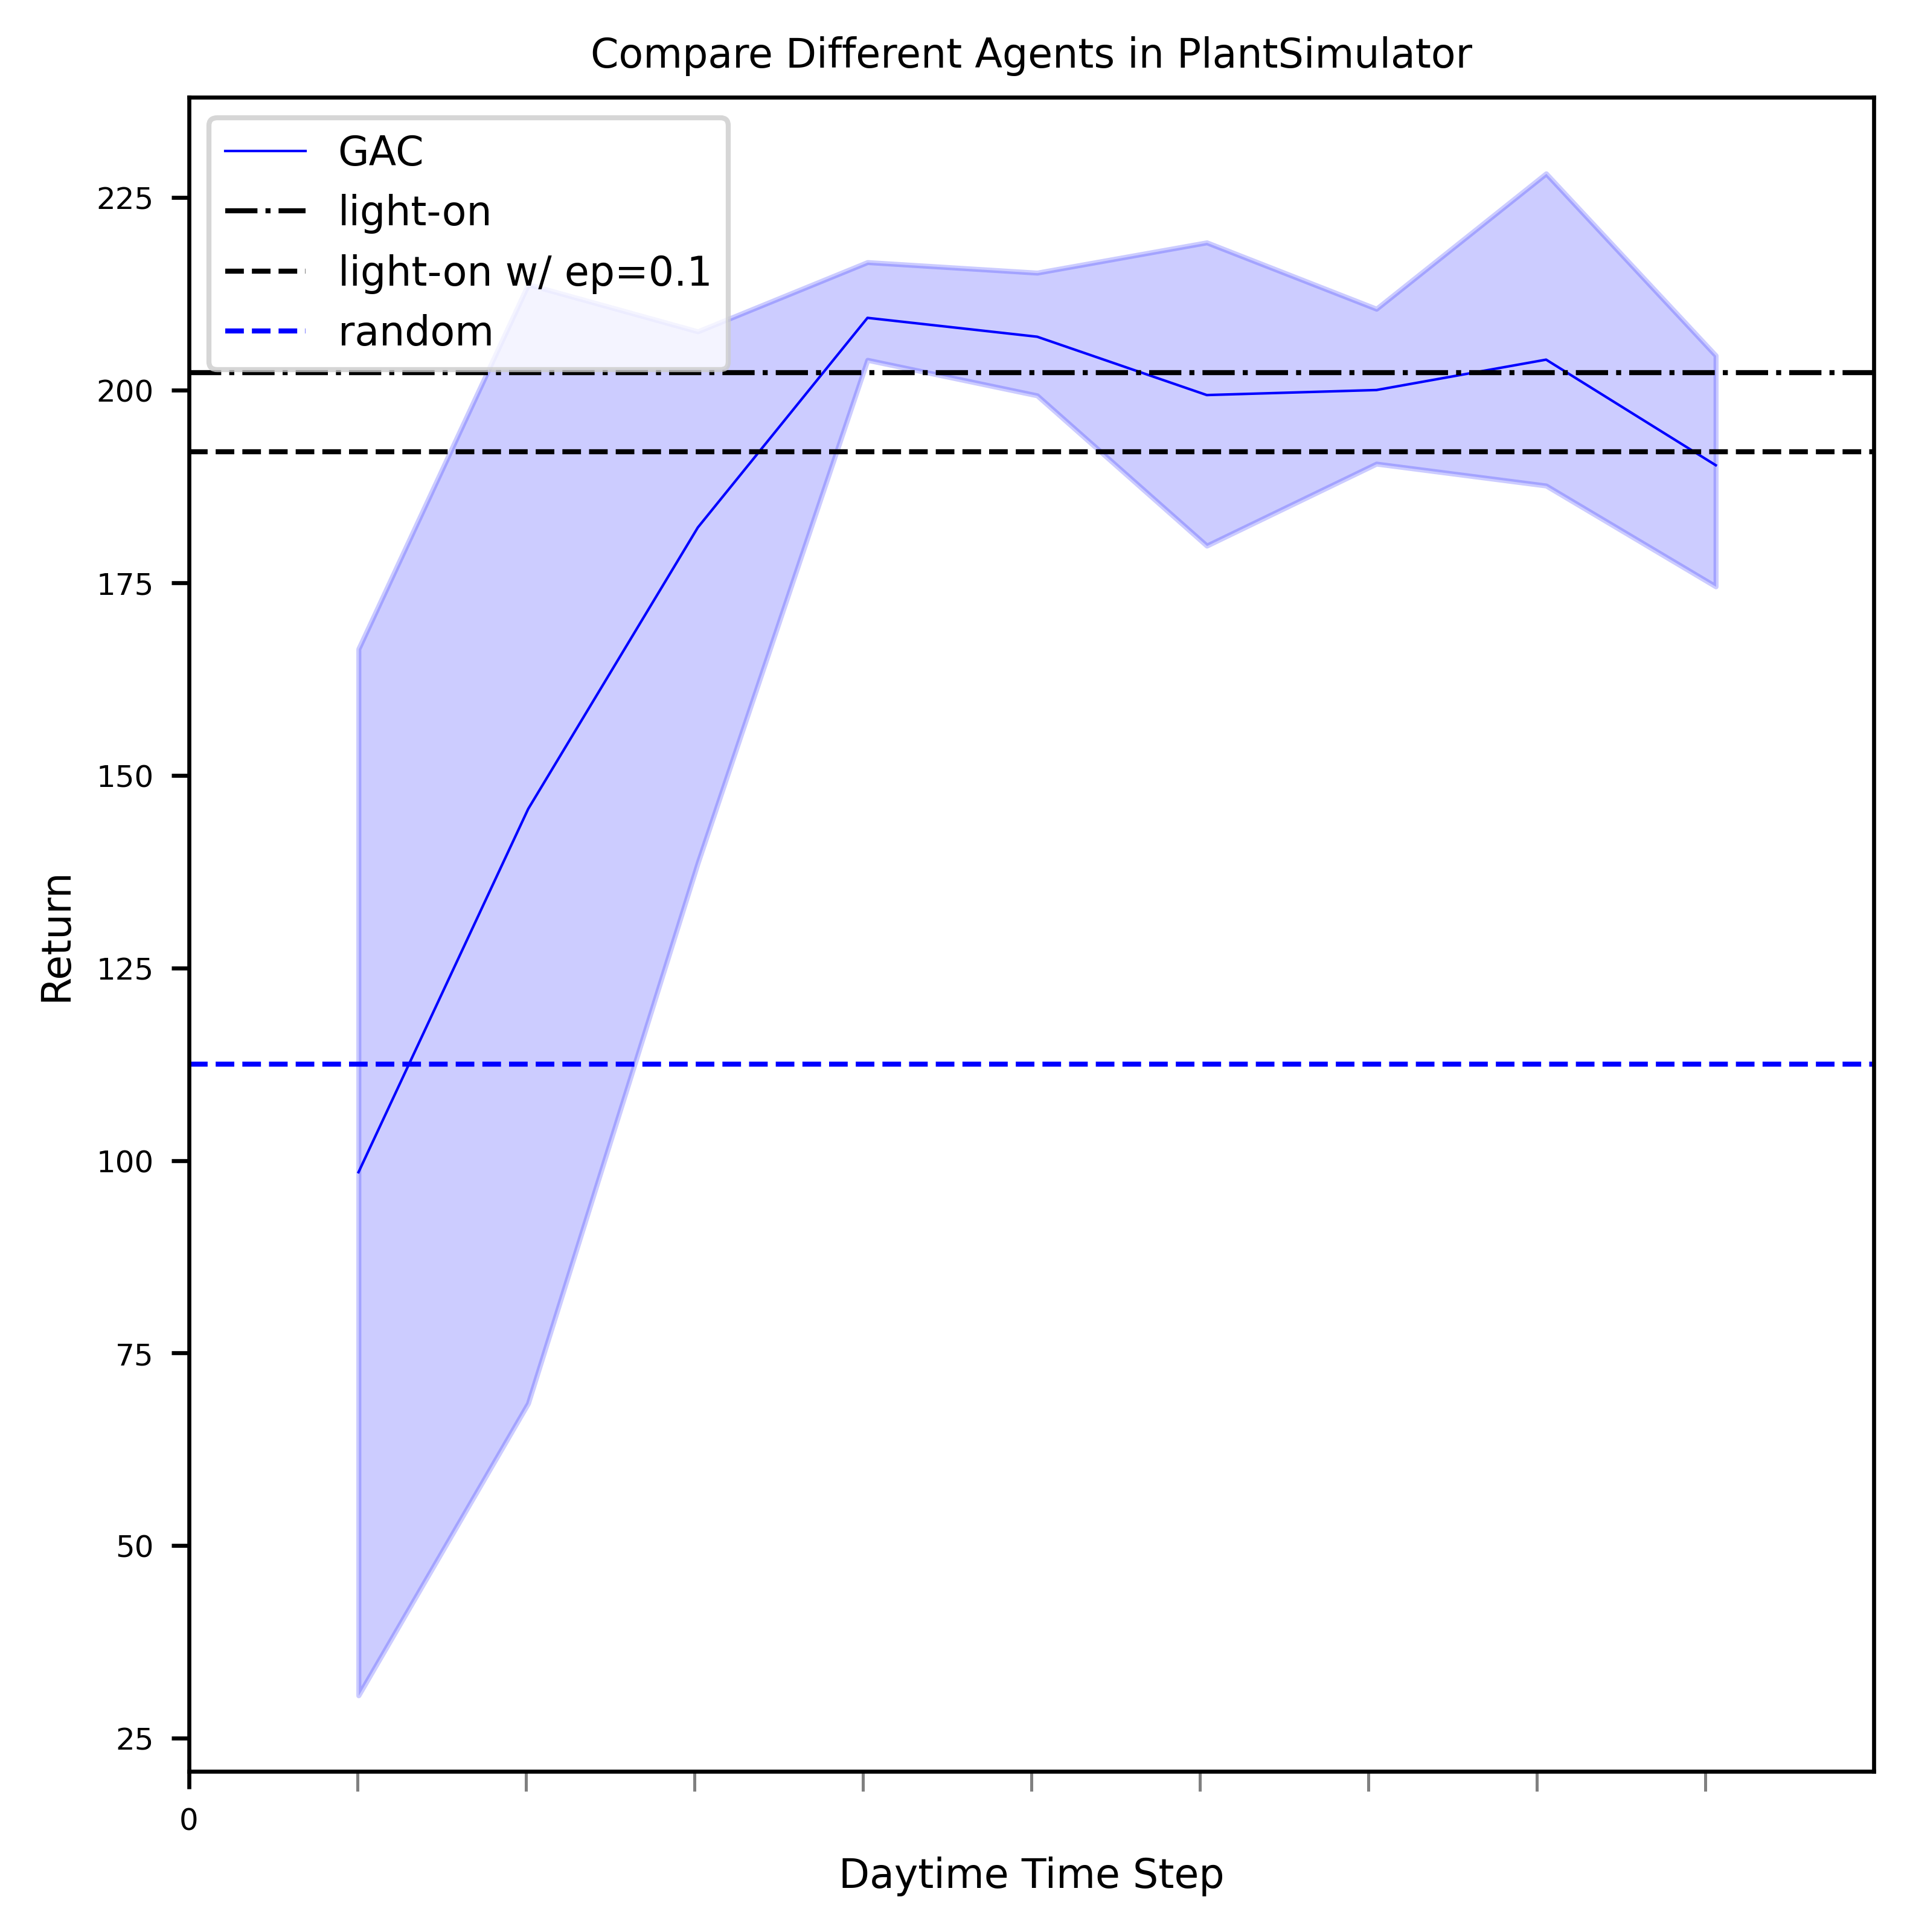 Compare Different Agents in PlantSimulator
GAC
light-on
light-on w/ ep=0.1
random
225
200
175
150
125
100
75
50
25
Return
0
Daytime Time Step